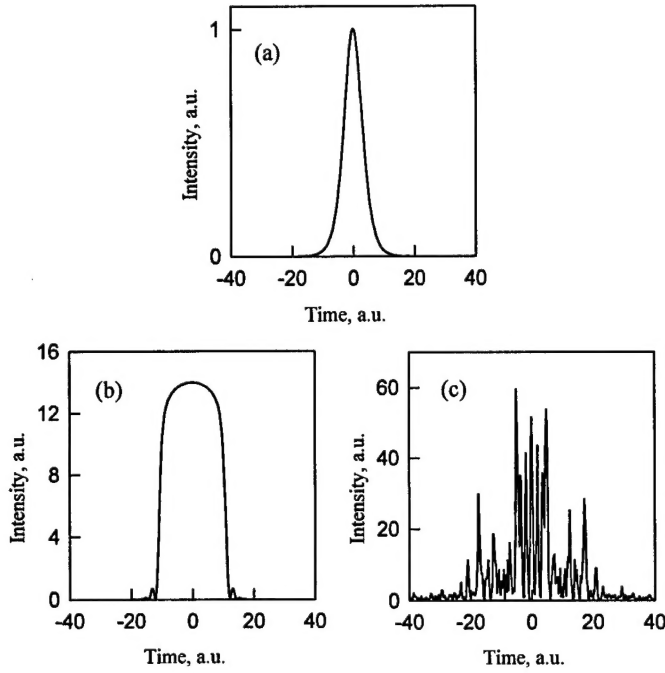 1
(a)
Intensity, a.u.
0
-40 -20 0 20 40
Time, a.u.
16
(b)
12
8
4
0
Intensity, a.u.
-40 -20 0 20 40
Time, a.u.
60
(c)
40
20
0
Intensity, a.u.
-40 -20 0 20 40
Time, a.u.